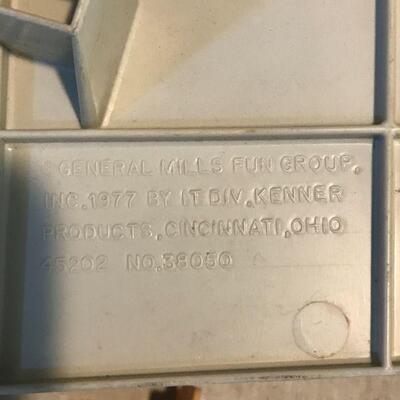 © GENERAL MILLS FUN GROUP,
INC. 1977 BY IT DIV. KENNER
PRODUCTS, CINCINNATI, OHIO
45202 NO. 38050